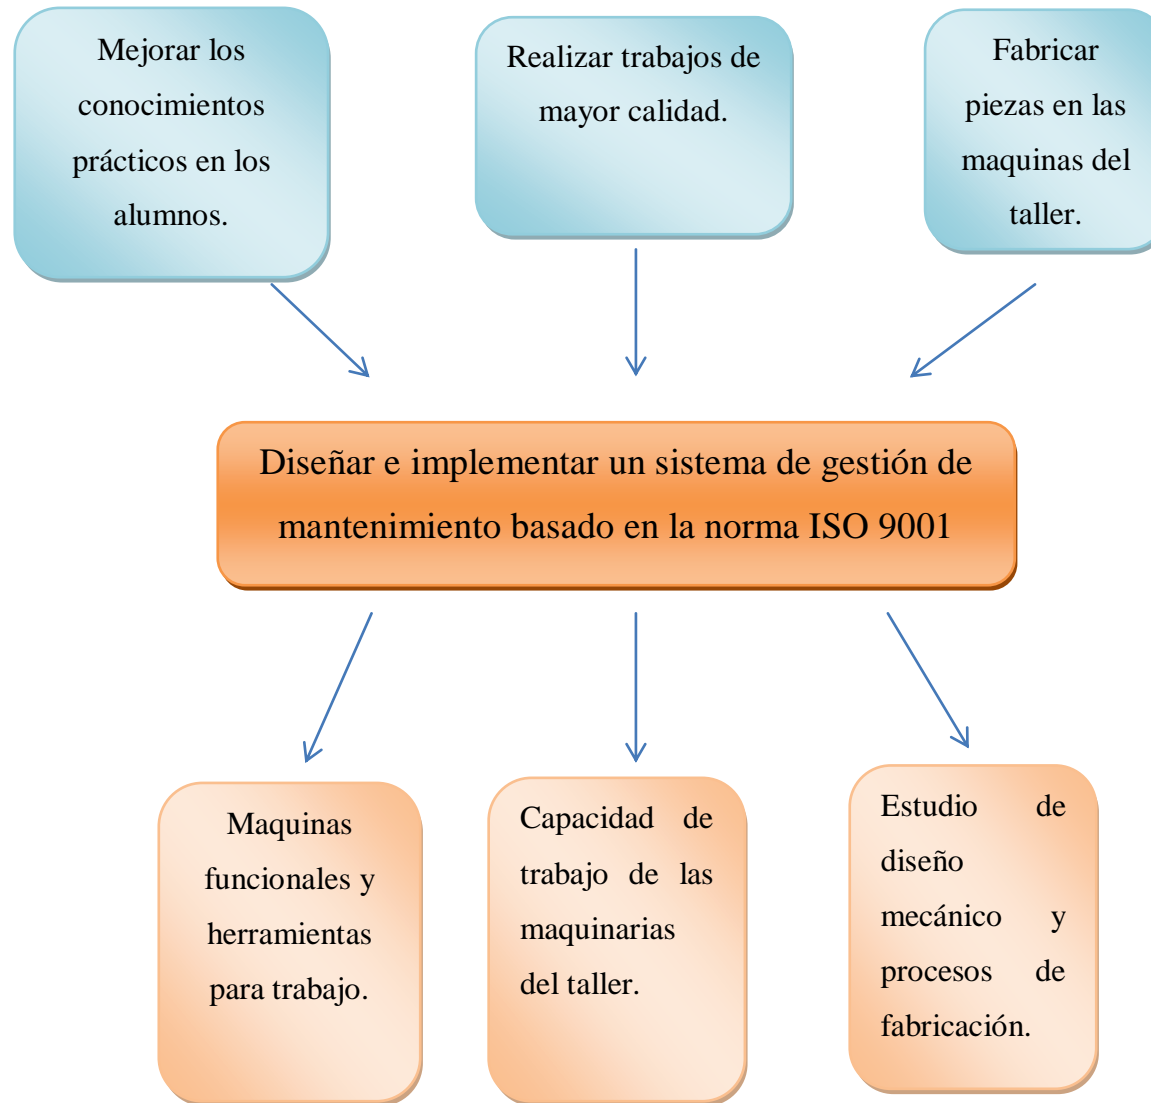 Mejorar los
conocimientos
prácticos en los
alumnos.
Realizar trabajos de
mayor calidad.
Fabricar
piezas en las
maquinas del
taller.
Diseñar e implementar un sistema de gestión de
mantenimiento basado en la norma ISO 9001
Maquinas
funcionales y
herramientas
para trabajo.
Capacidad de
trabajo de las
maquinarias
del taller.
Estudio de
diseño
mecánico y
procesos de
fabricación.